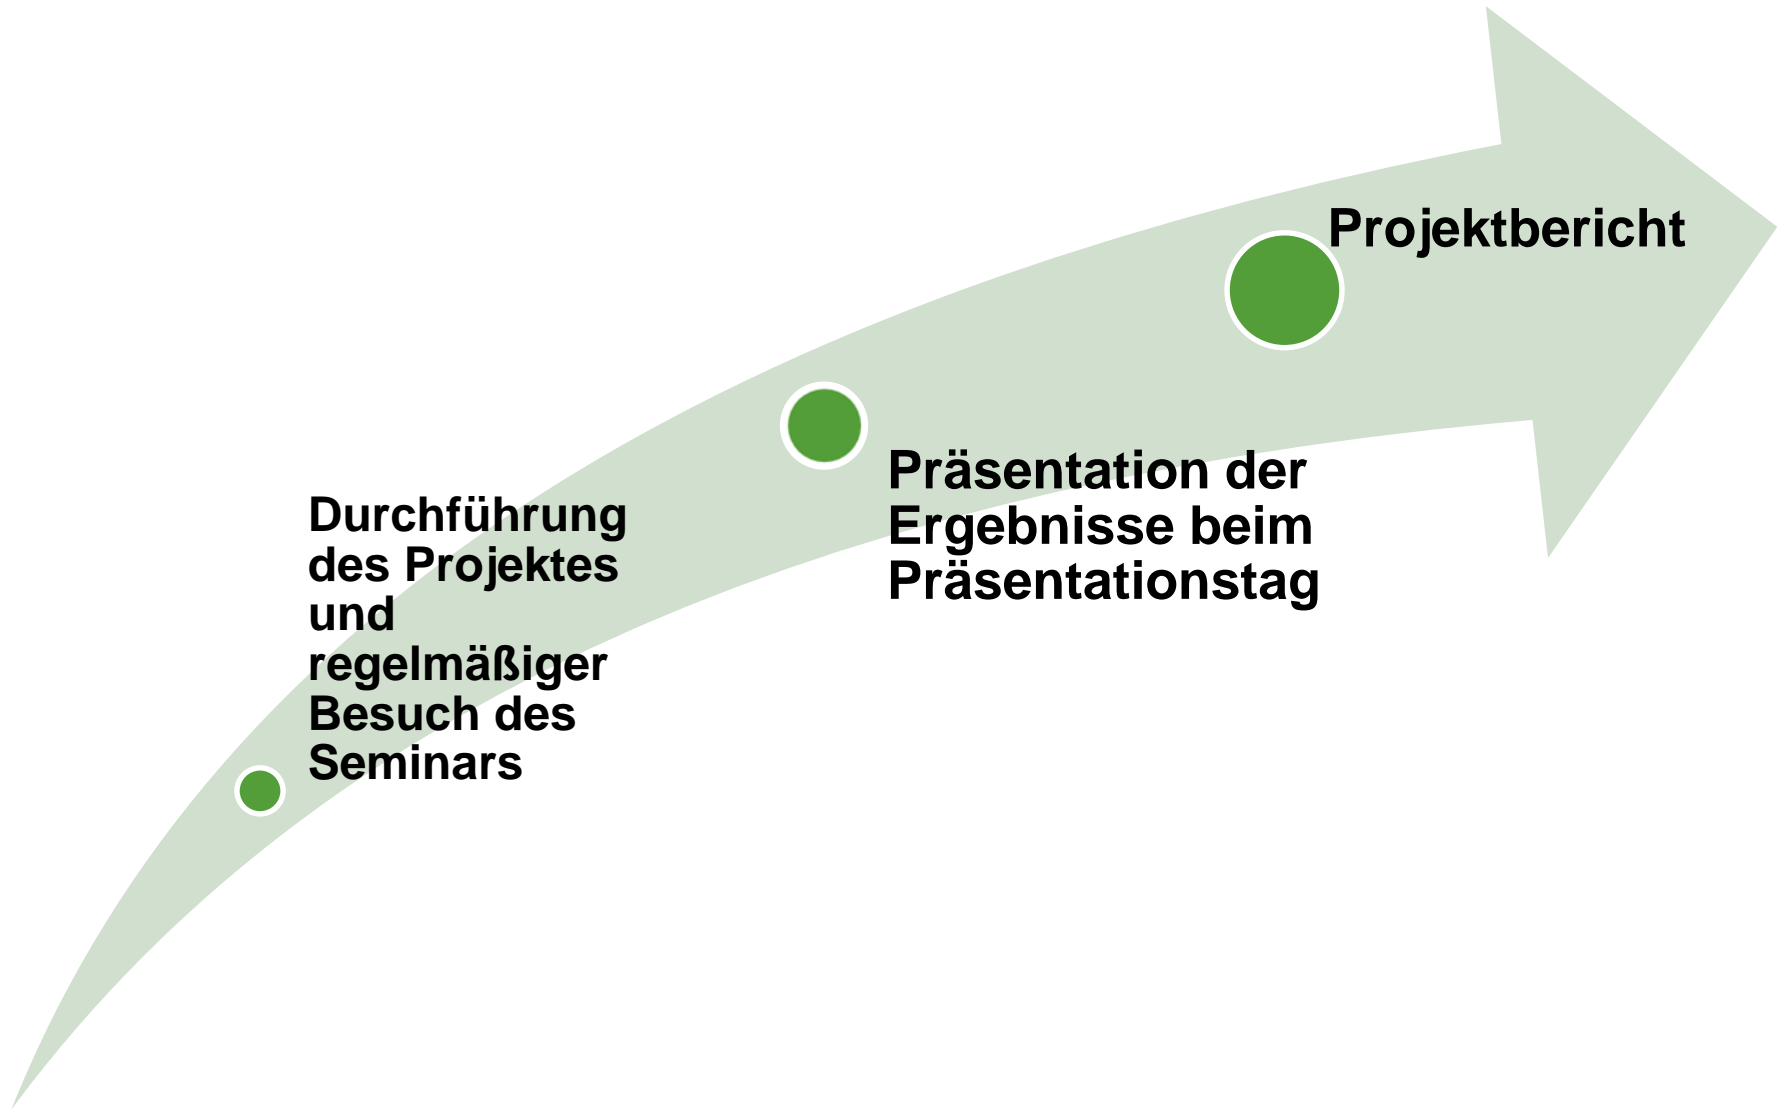 Durchführung
des Projektes
und
regelmäßiger
Besuch des
Seminars
Präsentation der
Ergebnisse beim
Präsentationstag
Projektbericht